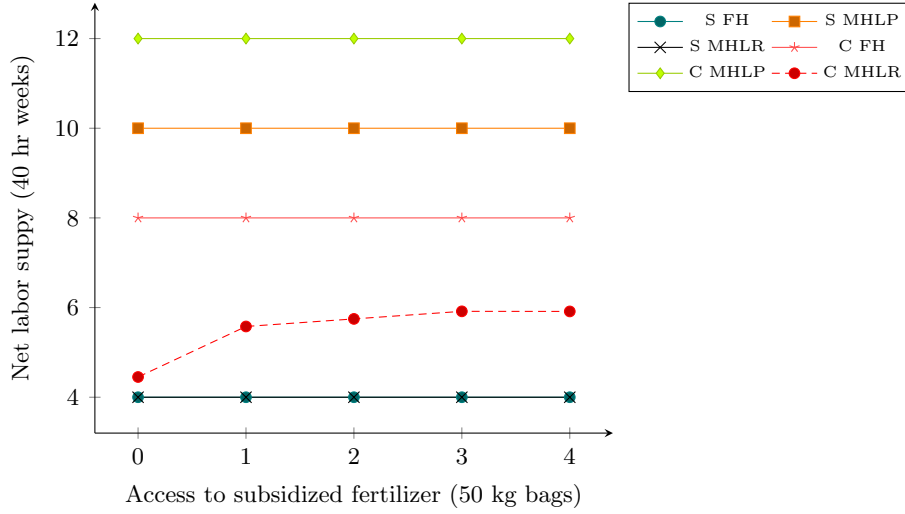 12
10
8
6
4
0 1 2 3 4
Net labor suppy (40 hr weeks)
Access to subsidized fertilizer (50 kg bags)
S FH S MHLP
S MHLR C FH
C MHLP C MHLR